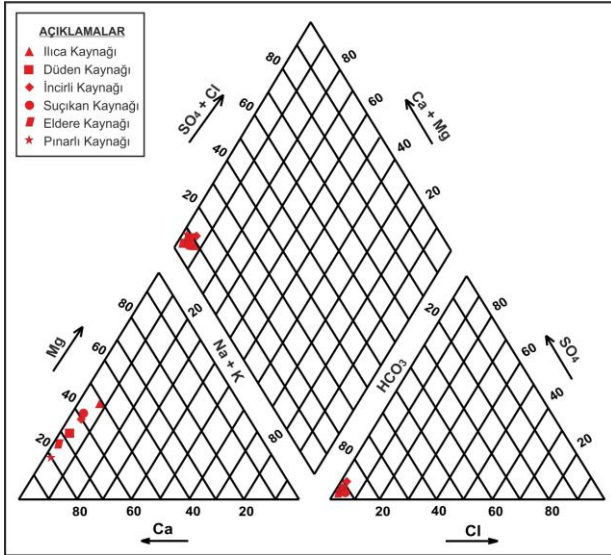 AÇIKLAMALAR
Ilıca Kaynağı
Düden Kaynağı
İncirli Kaynağı
Suçıkan Kaynağı
Eldere Kaynağı
Pınarlı Kaynağı
80
80
60
60
40
40
20
20
SO₄ + Cl
Ca + Mg
80
60
40
20
Mg
20
80
Na + K
80 60 40 20
Ca
20
80
HCO₃
80
60
40
20
SO₄
20 40 60 80
Cl